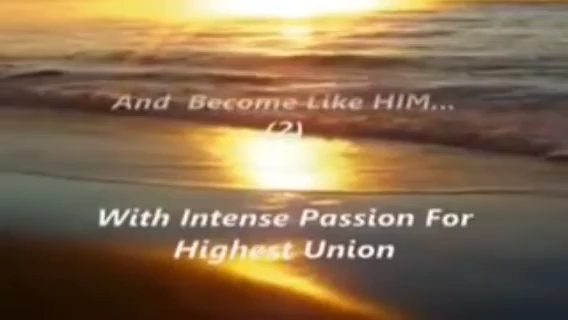 And Become Like HIM...
(2)
With Intense Passion For
Highest Union